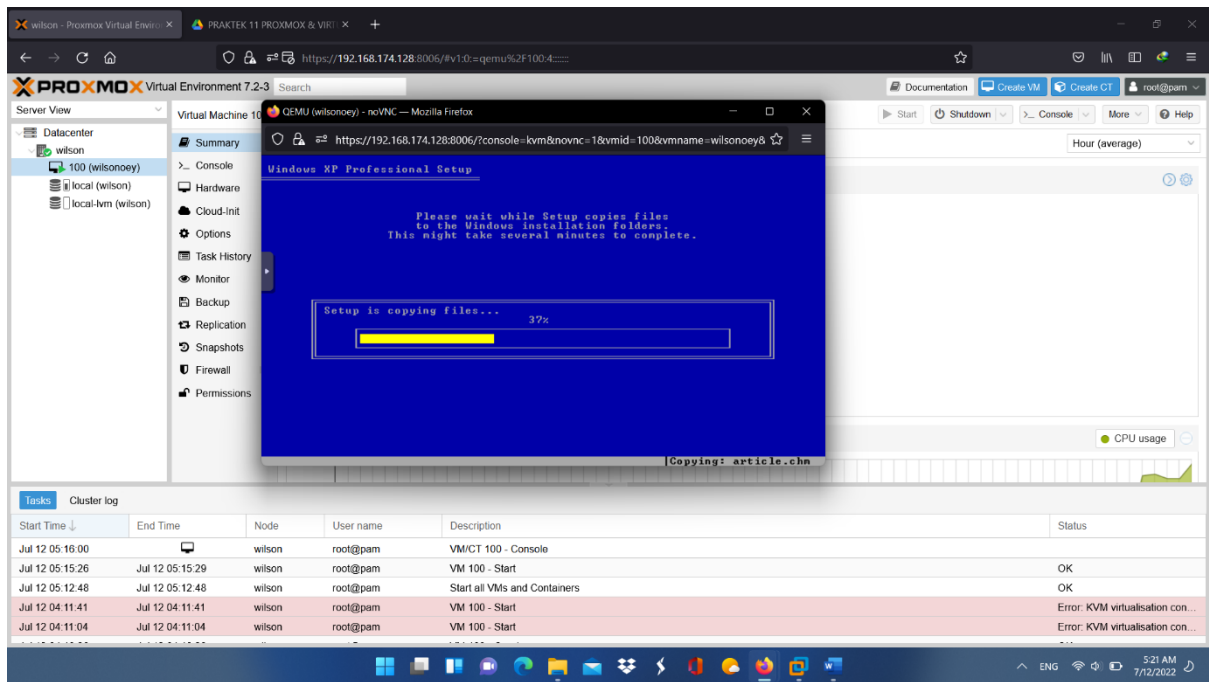 wilson - Proxmox Virtual Enviro
PRAKTEK 11 PROXMOX & VIRT
https://192.168.174.128:8006/#v1:0:=qemu%2F100:4:::::::
PROXMOX Virtual Environment 7.2-3 Search
Documentation Create VM Create CT root@pam
Server View
Virtual Machine 10
Start Shutdown Console More Help
Datacenter
wilson
100 (wilsonoey)
local (wilson)
local-lvm (wilson)
Summary
Console
Hardware
Cloud-Init
Options
Task History
Monitor
Backup
Replication
Snapshots
Firewall
Permissions
Hour (average)
QEMU (wilsonoey) - noVNC — Mozilla Firefox
https://192.168.174.128:8006/?console=kvm&novnc=1&vmid=100&vmname=wilsonoey&
Windows XP Professional Setup
Please wait while Setup copies files
to the Windows installation folders.
This might take several minutes to complete.
Setup is copying files...
37%
Copying: article.chm
CPU usage
Tasks Cluster log
Start Time End Time Node User name Description Status
Jul 12 05:16:00 wilson root@pam VM/CT 100 - Console
Jul 12 05:15:26 Jul 12 05:15:29 wilson root@pam VM 100 - Start OK
Jul 12 05:12:48 Jul 12 05:12:48 wilson root@pam Start all VMs and Containers OK
Jul 12 04:11:41 Jul 12 04:11:41 wilson root@pam VM 100 - Start Error: KVM virtualisation con...
Jul 12 04:11:04 Jul 12 04:11:04 wilson root@pam VM 100 - Start Error: KVM virtualisation con...
ENG
5:21 AM
7/12/2022